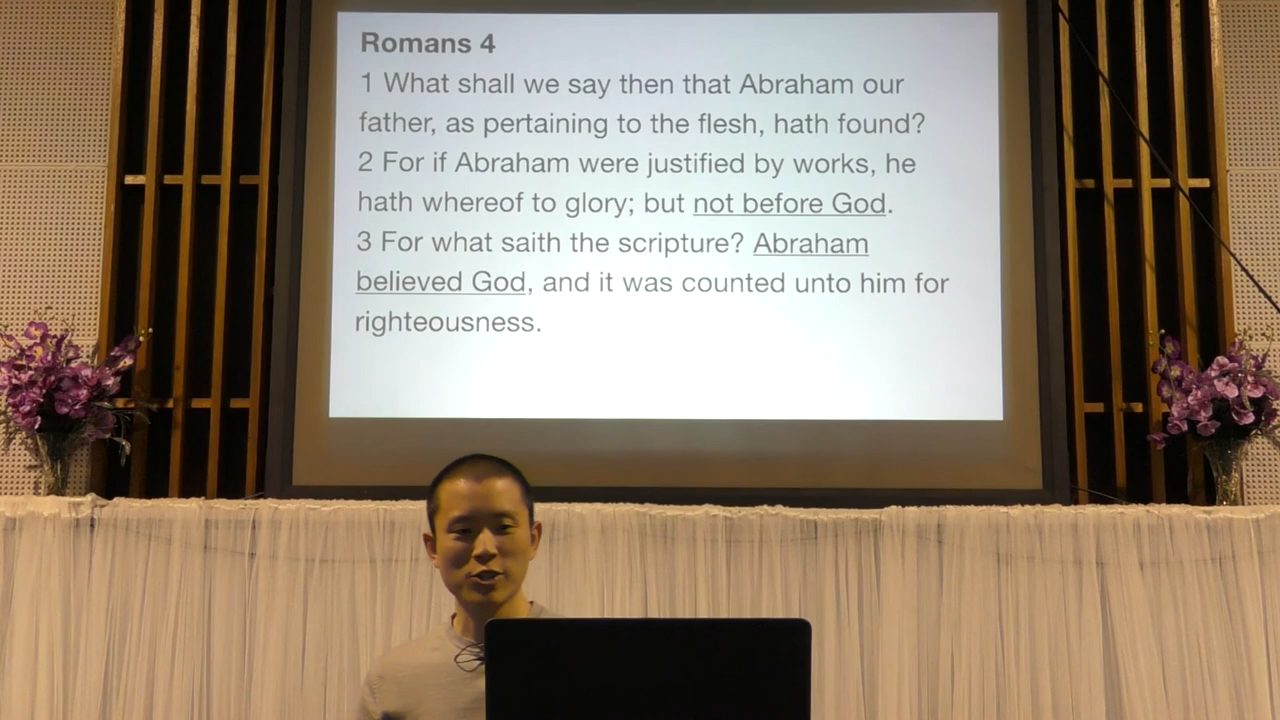 Romans 4
1 What shall we say then that Abraham our
father, as pertaining to the flesh, hath found?
2 For if Abraham were justified by works, he
hath whereof to glory; but not before God.
3 For what saith the scripture? Abraham
believed God, and it was counted unto him for
righteousness.